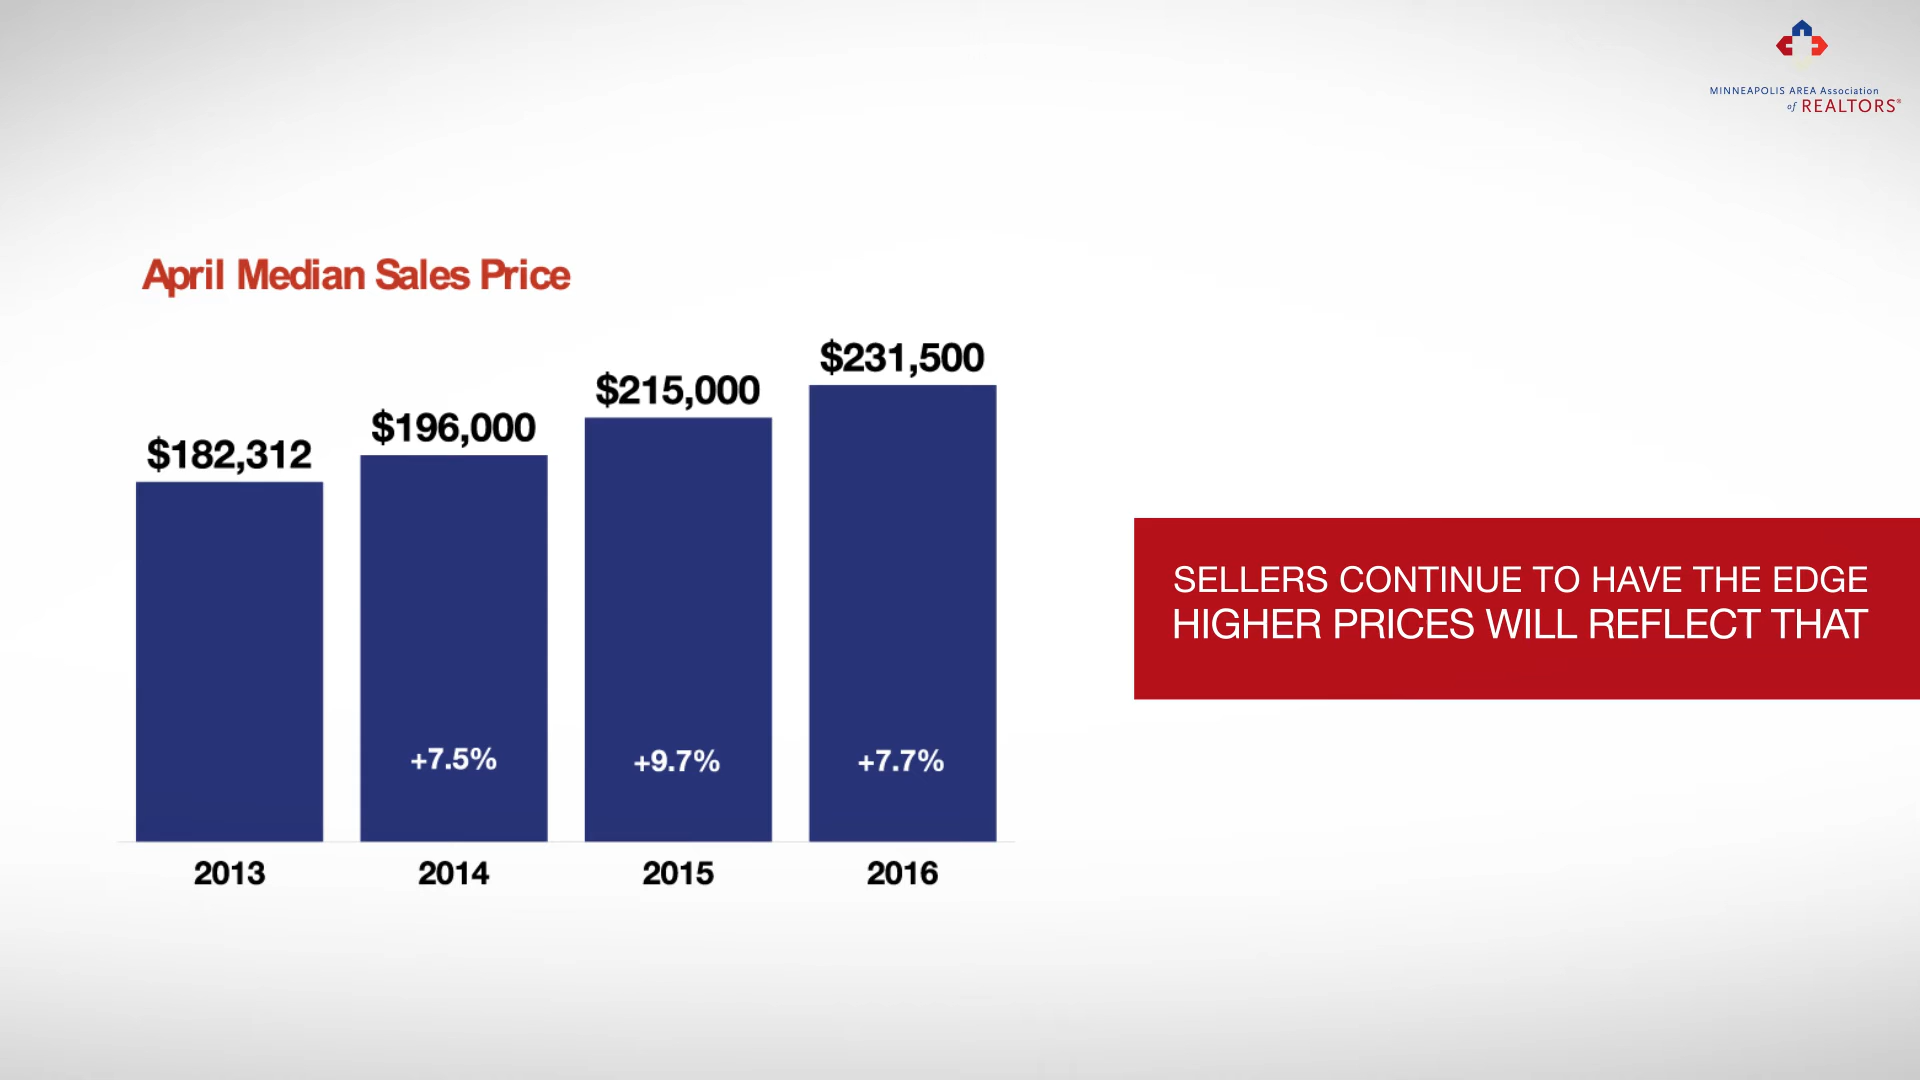 MINNEAPOLIS AREA Association
of REALTORS®
April Median Sales Price
$182,312
$196,000
$215,000
$231,500
+7.5%
+9.7%
+7.7%
2013
2014
2015
2016
SELLERS CONTINUE TO HAVE THE EDGE
HIGHER PRICES WILL REFLECT THAT